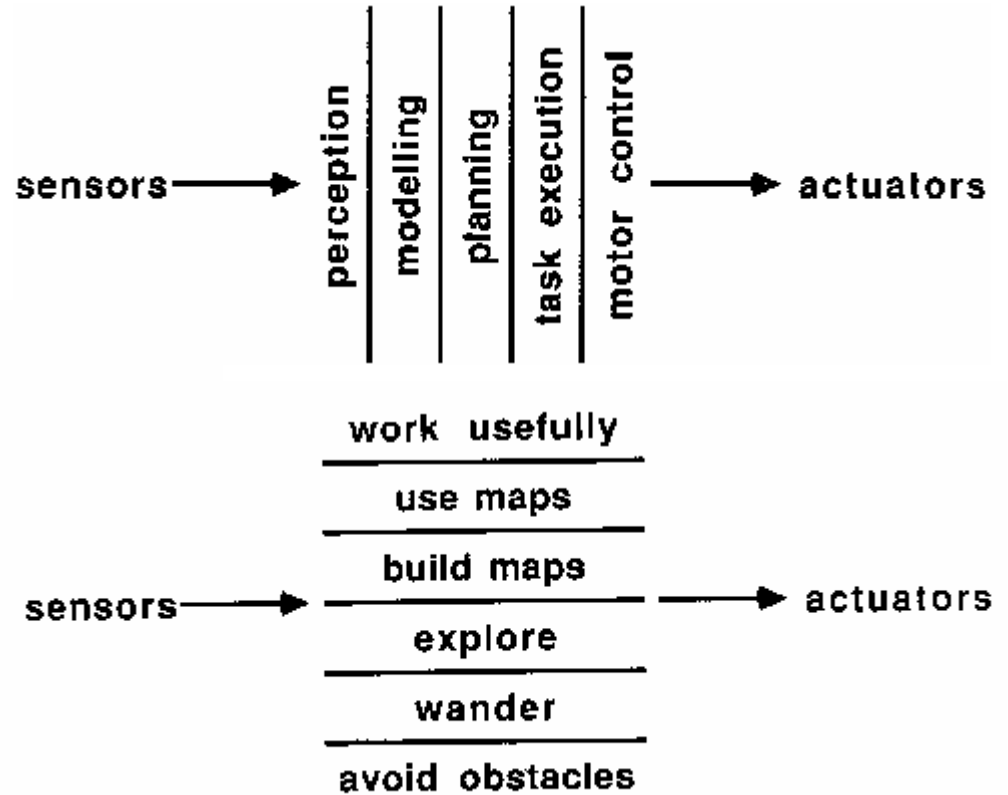 sensors
perception
modelling
planning
task execution
motor control
actuators
work usefully
use maps
build maps
sensors
actuators
explore
wander
avoid obstacles